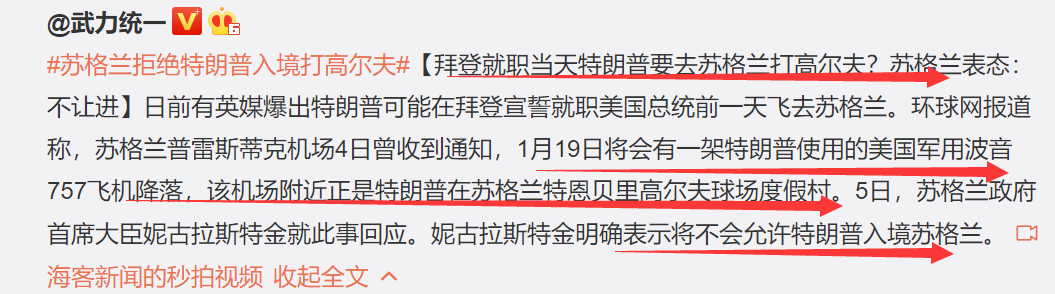 @武力统一
#苏格兰拒绝特朗普入境打高尔夫#【拜登就职当天特朗普要去苏格兰打高尔夫？苏格兰表态：
不让进】日前有英媒爆出特朗普可能在拜登宣誓就职美国总统前一天飞去苏格兰。环球网报道
称，苏格兰普雷斯蒂克机场4日曾收到通知，1月19日将会有一架特朗普使用的美国军用波音
757飞机降落，该机场附近正是特朗普在苏格兰特恩贝里高尔夫球场度假村。5日，苏格兰政府
首席大臣妮古拉斯特金就此事回应。妮古拉斯特金明确表示将不会允许特朗普入境苏格兰。
海客新闻的秒拍视频 收起全文